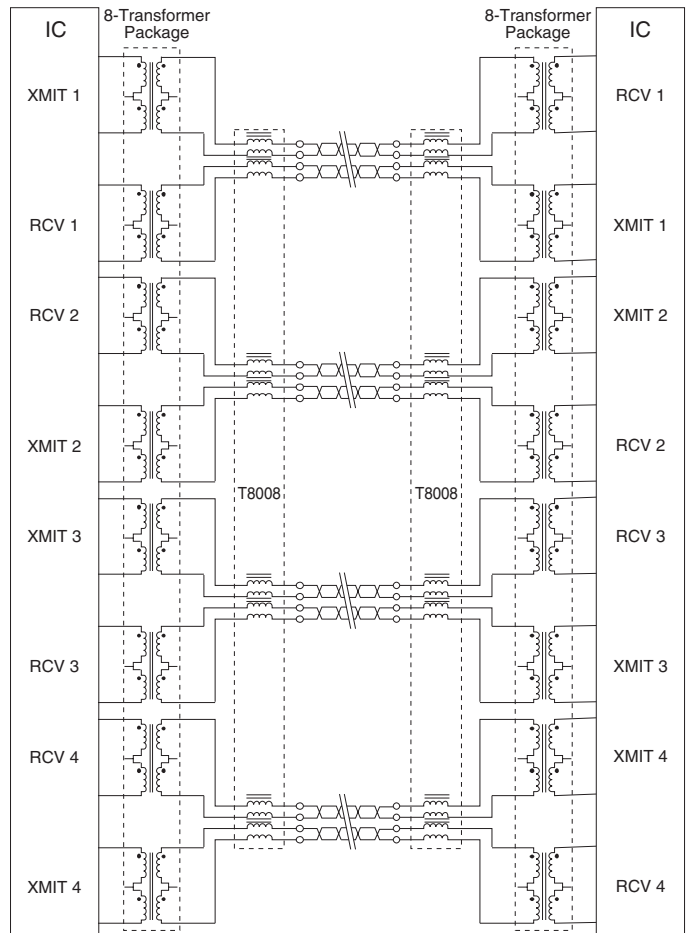 8-Transformer
Package
8-Transformer
Package
IC
IC
XMIT 1
RCV 1
RCV 1
XMIT 1
RCV 2
XMIT 2
XMIT 2
RCV 2
T8008
T8008
XMIT 3
RCV 3
RCV 3
XMIT 3
RCV 4
XMIT 4
XMIT 4
RCV 4